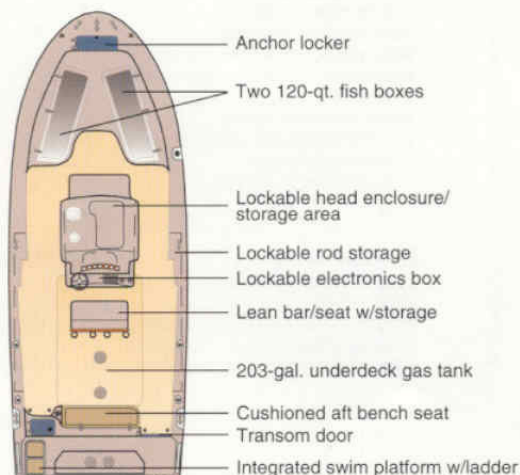 Anchor locker
Two 120-qt. fish boxes
Lockable head enclosure/
storage area
Lockable rod storage
Lockable electronics box
Lean bar/seat w/storage
203-gal. underdeck gas tank
Cushioned aft bench seat
Transom door
Integrated swim platform w/ladder